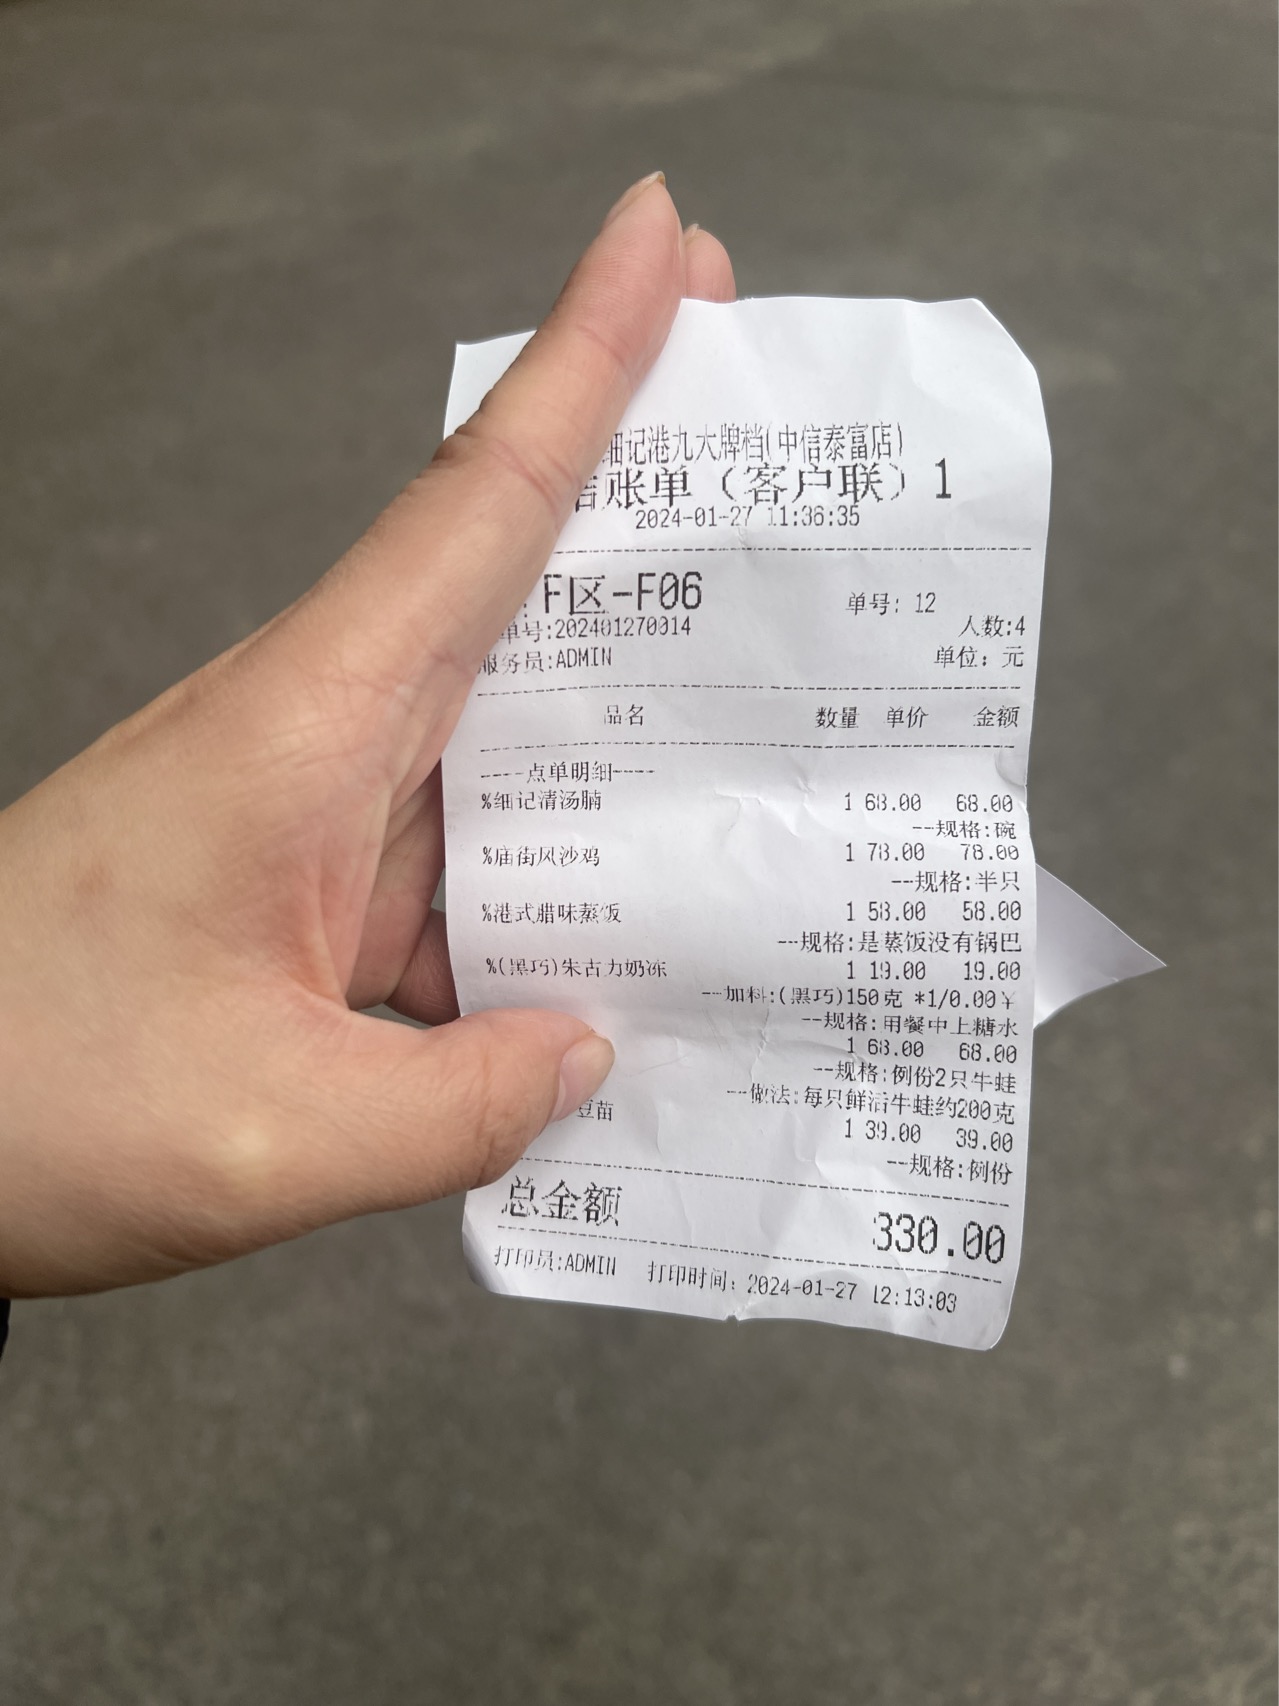 细记港九大牌档(中信泰富店)
账单(客户联)1
2024-01-27 11:36:35
F区-F06
单号: 12
单号:202401270014
人数:4
服务员:ADMIN
单位: 元
品名 数量 单价 金额
----点单明细----
%细记清汤腩 1 68.00 68.00
--规格:碗
%庙街风沙鸡 1 78.00 78.00
--规格:半只
%港式腊味蒸饭 1 58.00 58.00
--规格:是蒸饭没有锅巴
%(黑巧)朱古力奶冻 1 19.00 19.00
--加料:(黑巧)150克 *1/0.00¥
--规格:用餐中上糖水
1 68.00 68.00
--规格:例份2只牛蛙
--做法:每只鲜活牛蛙约200克
豆苗 1 39.00 39.00
--规格:例份
总金额 330.00
打印员:ADMIN 打印时间: 2024-01-27 12:13:03